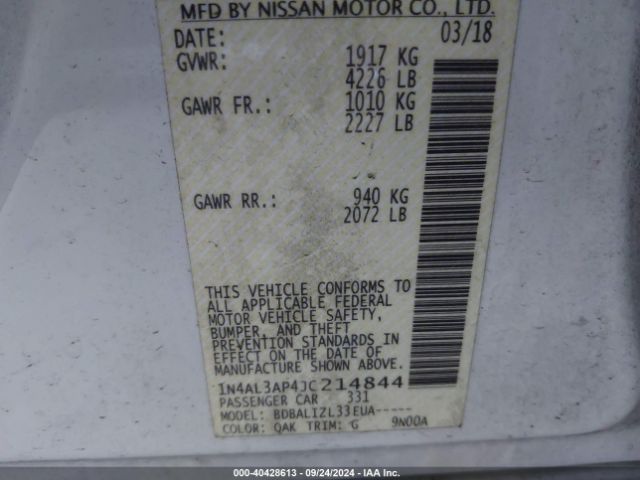 MFD BY NISSAN MOTOR CO., LTD.
DATE: 03/18
GVWR: 1917 KG
4226 LB
GAWR FR.: 1010 KG
2227 LB
GAWR RR.: 940 KG
2072 LB
THIS VEHICLE CONFORMS TO
ALL APPLICABLE FEDERAL
MOTOR VEHICLE SAFETY,
BUMPER, AND THEFT
PREVENTION STANDARDS IN
EFFECT ON THE DATE OF
MANUFACTURE SHOWN ABOVE.
1N4AL3AP4JC214844
PASSENGER CAR 331
MODEL: BDBALIZL33EUA-----
COLOR: QAK TRIM: G 9N00A
000-40428613 - 09/24/2024 - IAA Inc.